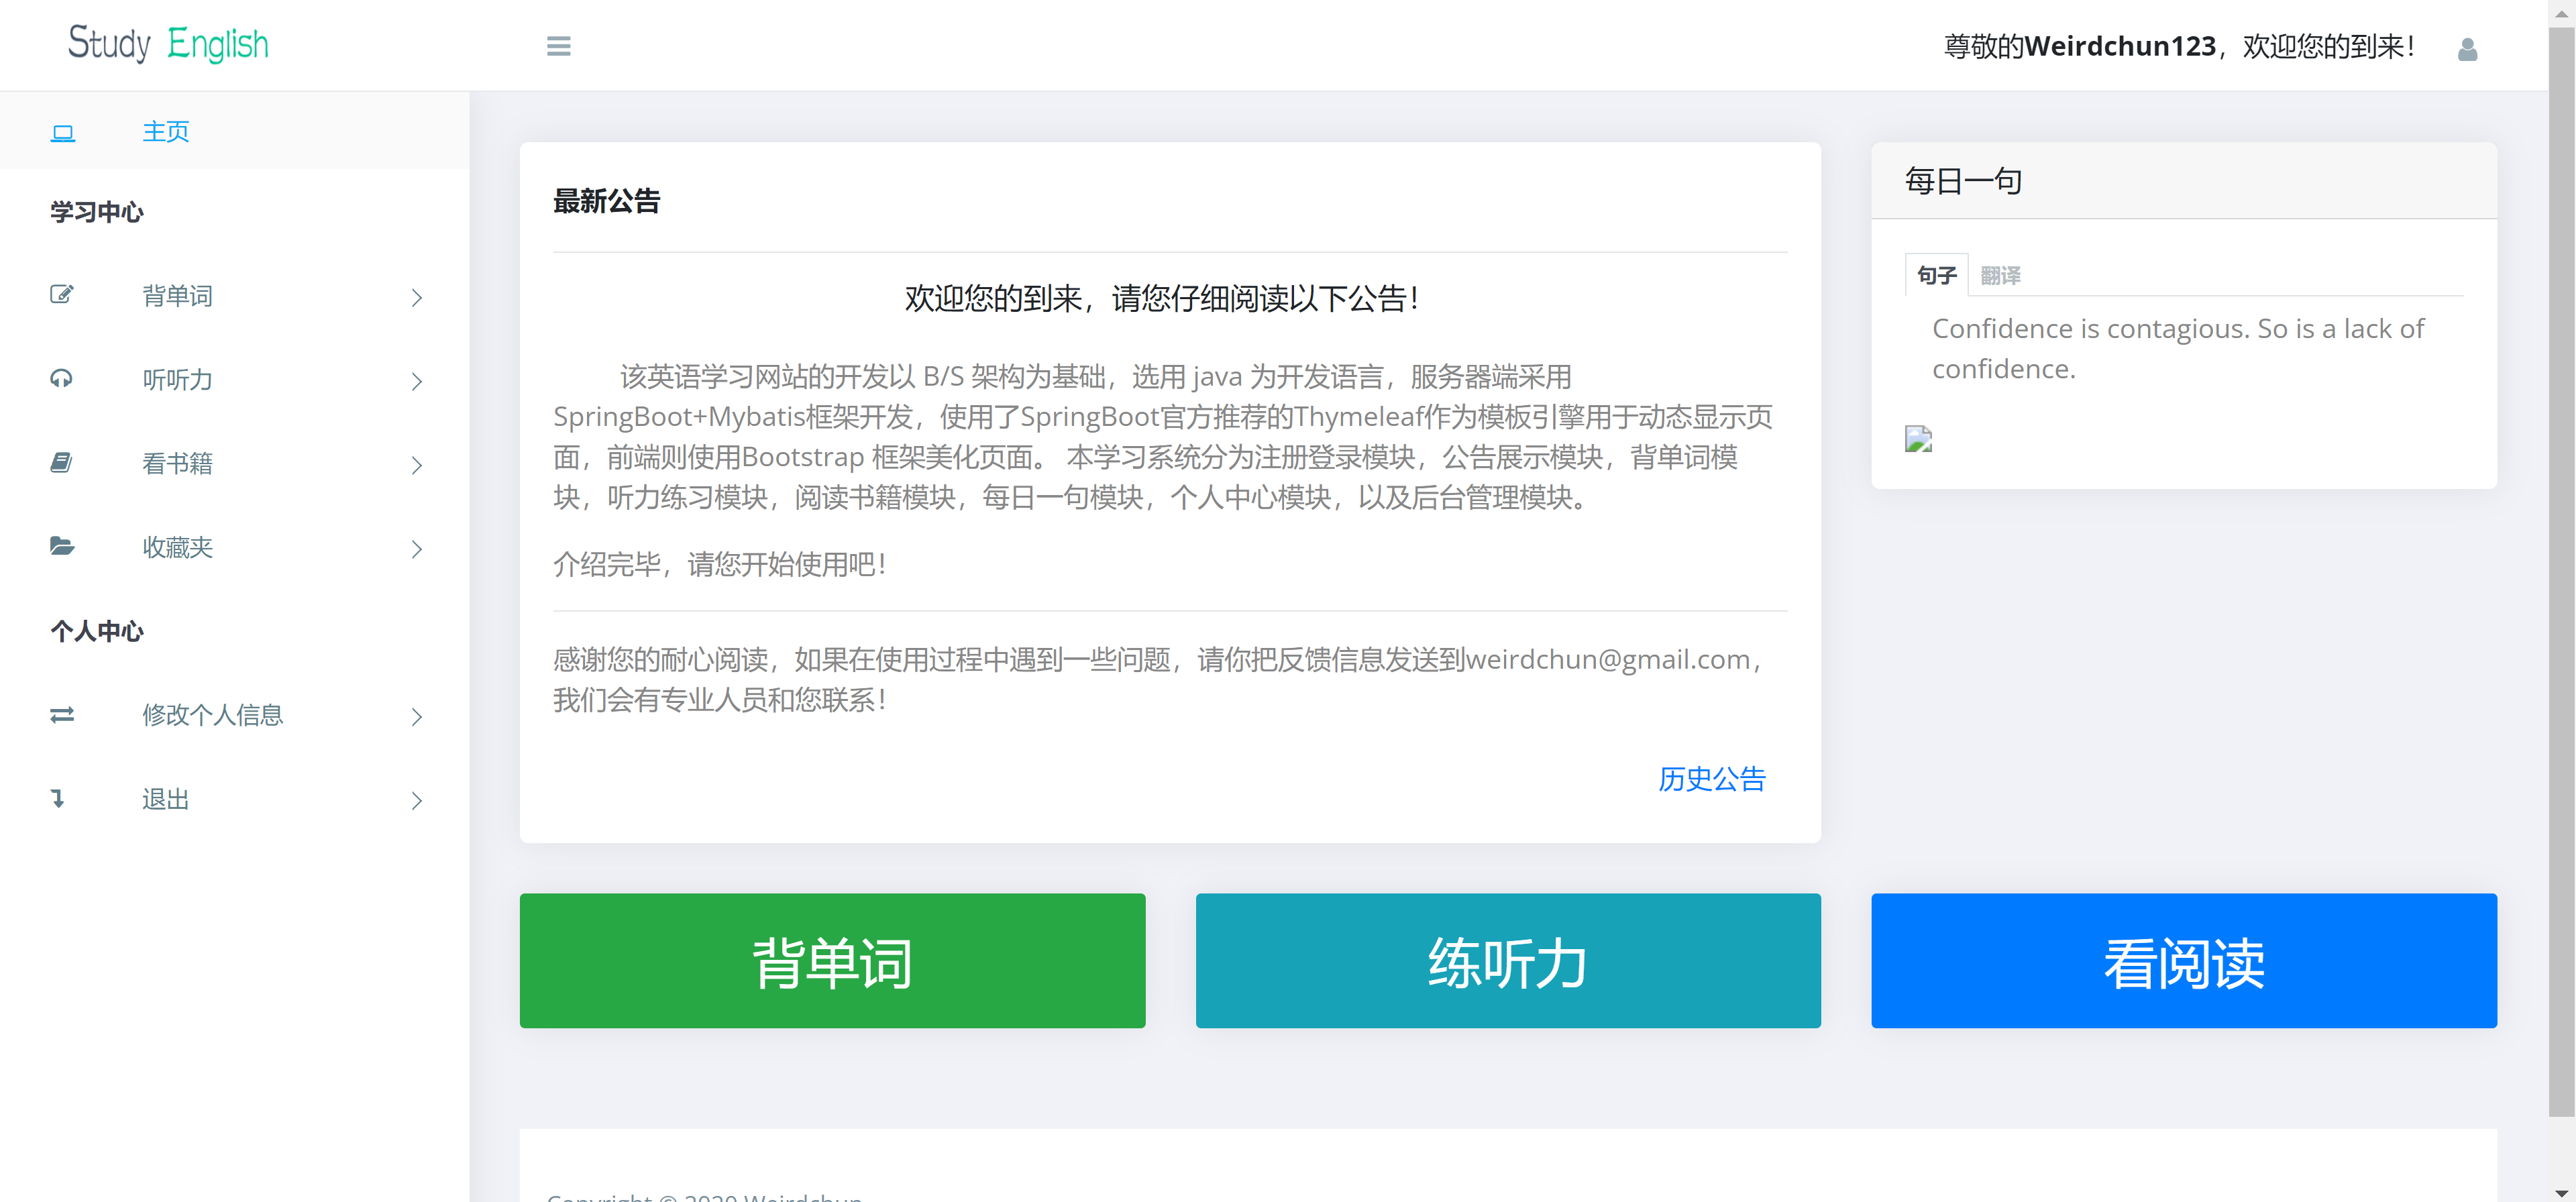 Study English
尊敬的Weirdchun123，欢迎您的到来！
主页
学习中心
背单词
听听力
看书籍
收藏夹
个人中心
修改个人信息
退出
最新公告
欢迎您的到来，请您仔细阅读以下公告！
该英语学习网站的开发以 B/S 架构为基础，选用 java 为开发语言，服务器端采用
SpringBoot+Mybatis框架开发，使用了SpringBoot官方推荐的Thymeleaf作为模板引擎用于动态显示页
面，前端则使用Bootstrap 框架美化页面。 本学习系统分为注册登录模块，公告展示模块，背单词模
块，听力练习模块，阅读书籍模块，每日一句模块，个人中心模块，以及后台管理模块。
介绍完毕，请您开始使用吧！
感谢您的耐心阅读，如果在使用过程中遇到一些问题，请你把反馈信息发送到weirdchun@gmail.com，
我们会有专业人员和您联系！
历史公告
每日一句
句子 翻译
Confidence is contagious. So is a lack of
confidence.
背单词
练听力
看阅读
Copyright © 2020 Weirdchun